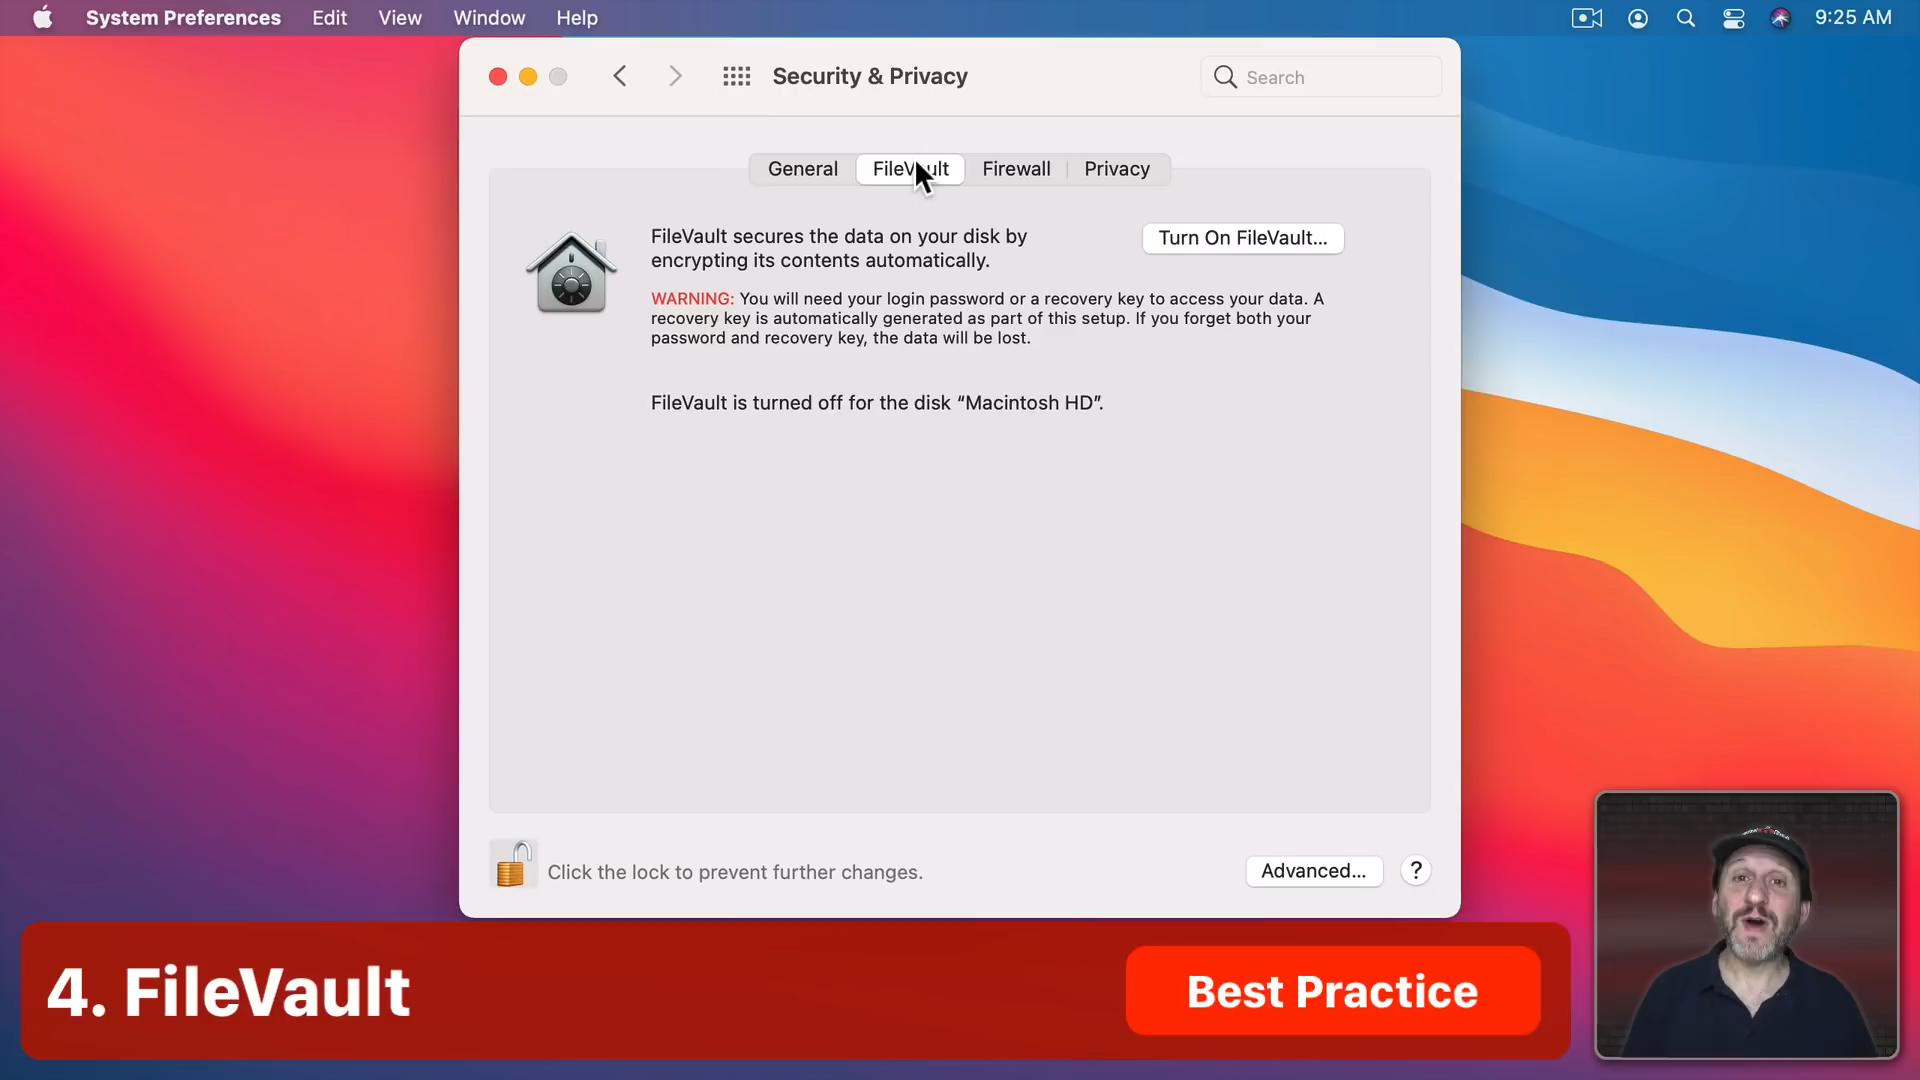 System Preferences Edit View Window Help 9:25 AM
Security & Privacy Search
General FileVault Firewall Privacy
FileVault secures the data on your disk by
encrypting its contents automatically.
Turn On FileVault...
WARNING: You will need your login password or a recovery key to access your data. A
recovery key is automatically generated as part of this setup. If you forget both your
password and recovery key, the data will be lost.
FileVault is turned off for the disk “Macintosh HD”.
Click the lock to prevent further changes.
Advanced... ?
4. FileVault
Best Practice